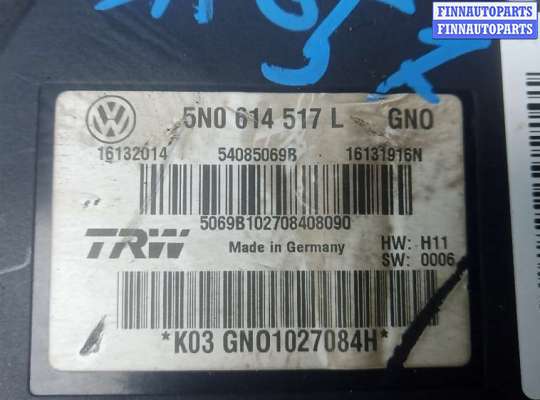 FINNAUTOPARTS
FINNAUTOPARTS
FINNAUTOPARTS
5N0 614 517 L GNO
16132014 54085069B 16131916N
5069B102708408090
TRW Made in Germany HW: H11
SW: 0006
*K03 GNO1027084H*